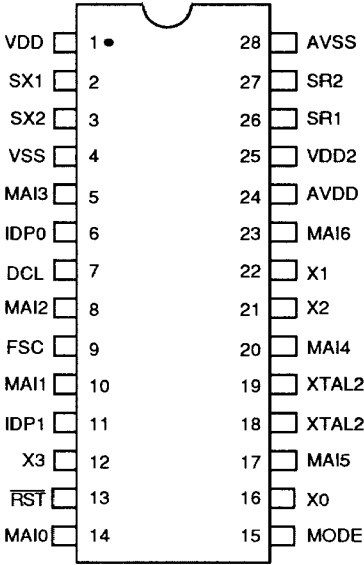 VDD 1 28 AVSS
SX1 2 27 SR2
SX2 3 26 SR1
VSS 4 25 VDD2
MAI3 5 24 AVDD
IDP0 6 23 MAI6
DCL 7 22 X1
MAI2 8 21 X2
FSC 9 20 MAI4
MAI1 10 19 XTAL2
IDP1 11 18 XTAL2
X3 12 17 MAI5
R̅S̅T̅ 13 16 X0
MAI0 14 15 MODE